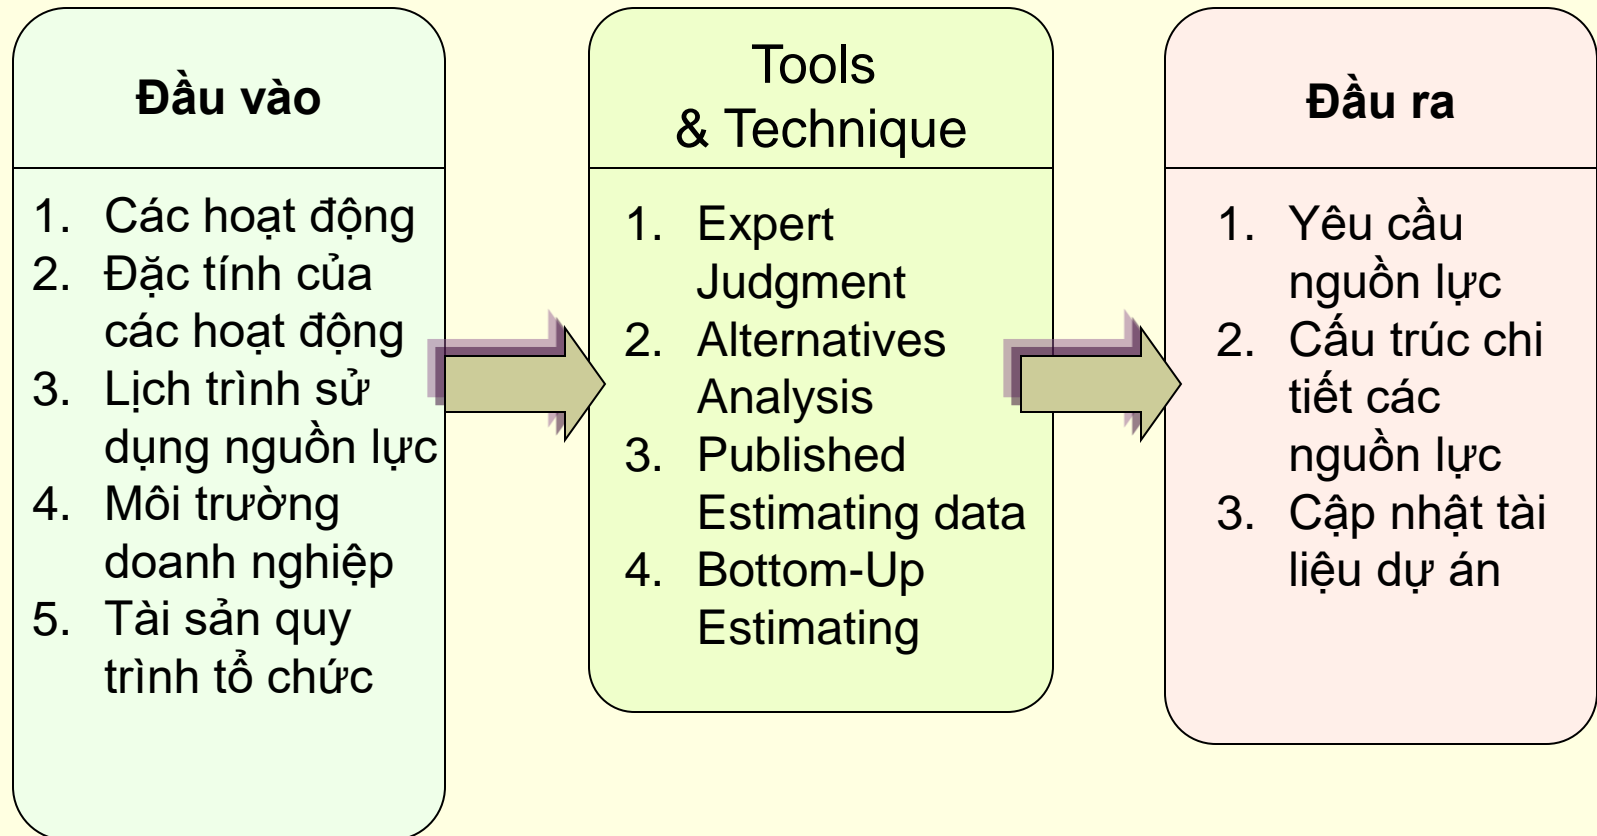 Đầu vào
1. Các hoạt động
2. Đặc tính của
các hoạt động
3. Lịch trình sử
dụng nguồn lực
4. Môi trường
doanh nghiệp
5. Tài sản quy
trình tổ chức
Tools
& Technique
1. Expert
Judgment
2. Alternatives
Analysis
3. Published
Estimating data
4. Bottom-Up
Estimating
Đầu ra
1. Yêu cầu
nguồn lực
2. Cấu trúc chi
tiết các
nguồn lực
3. Cập nhật tài
liệu dự án